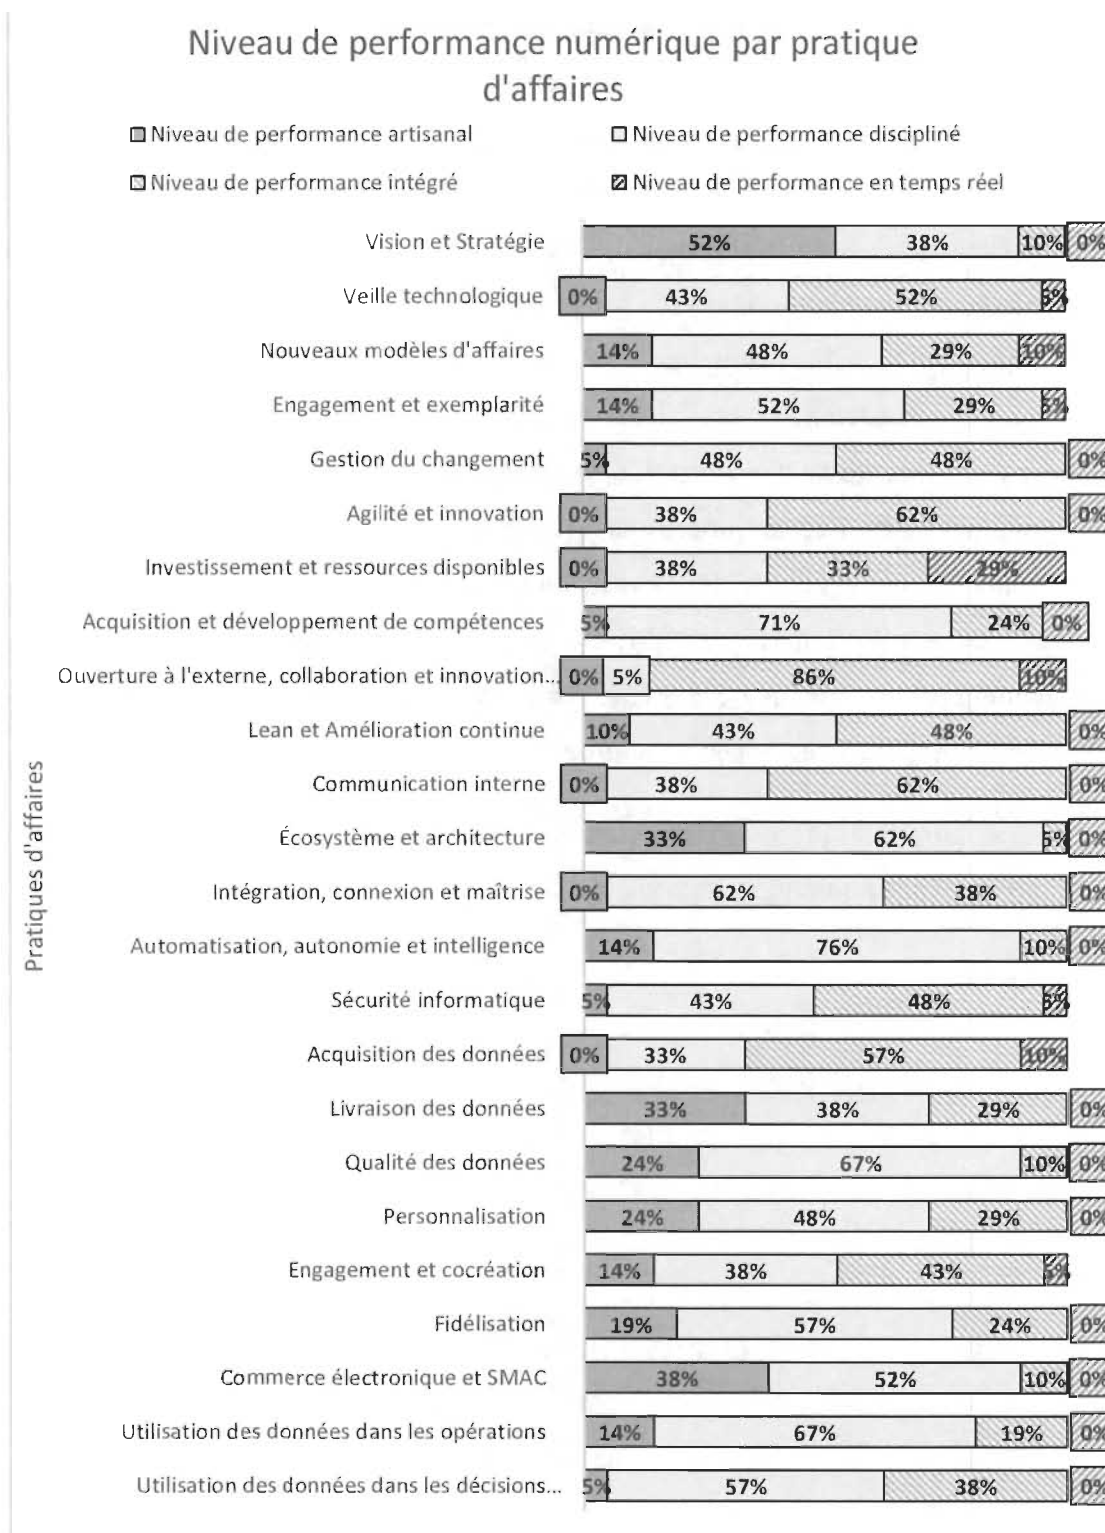 Niveau de performance numérique par pratique
d'affaires
Niveau de performance artisanal
Niveau de performance discipliné
Niveau de performance intégré
Niveau de performance en temps réel
Pratiques d'affaires
Vision et Stratégie 52% 38% 10% 0%
Veille technologique 0% 43% 52% 5%
Nouveaux modèles d'affaires 14% 48% 29% 10%
Engagement et exemplarité 14% 52% 29% 5%
Gestion du changement 5% 48% 48% 0%
Agilité et innovation 0% 38% 62% 0%
Investissement et ressources disponibles 0% 38% 33% 29%
Acquisition et développement de compétences 5% 71% 24% 0%
Ouverture à l'externe, collaboration et innovation... 0% 5% 86% 10%
Lean et Amélioration continue 10% 43% 48% 0%
Communication interne 0% 38% 62% 0%
Écosystème et architecture 33% 62% 5% 0%
Intégration, connexion et maîtrise 0% 62% 38% 0%
Automatisation, autonomie et intelligence 14% 76% 10% 0%
Sécurité informatique 5% 43% 48% 5%
Acquisition des données 0% 33% 57% 10%
Livraison des données 33% 38% 29% 0%
Qualité des données 24% 67% 10% 0%
Personnalisation 24% 48% 29% 0%
Engagement et cocréation 14% 38% 43% 5%
Fidélisation 19% 57% 24% 0%
Commerce électronique et SMAC 38% 52% 10% 0%
Utilisation des données dans les opérations 14% 67% 19% 0%
Utilisation des données dans les décisions... 5% 57% 38% 0%